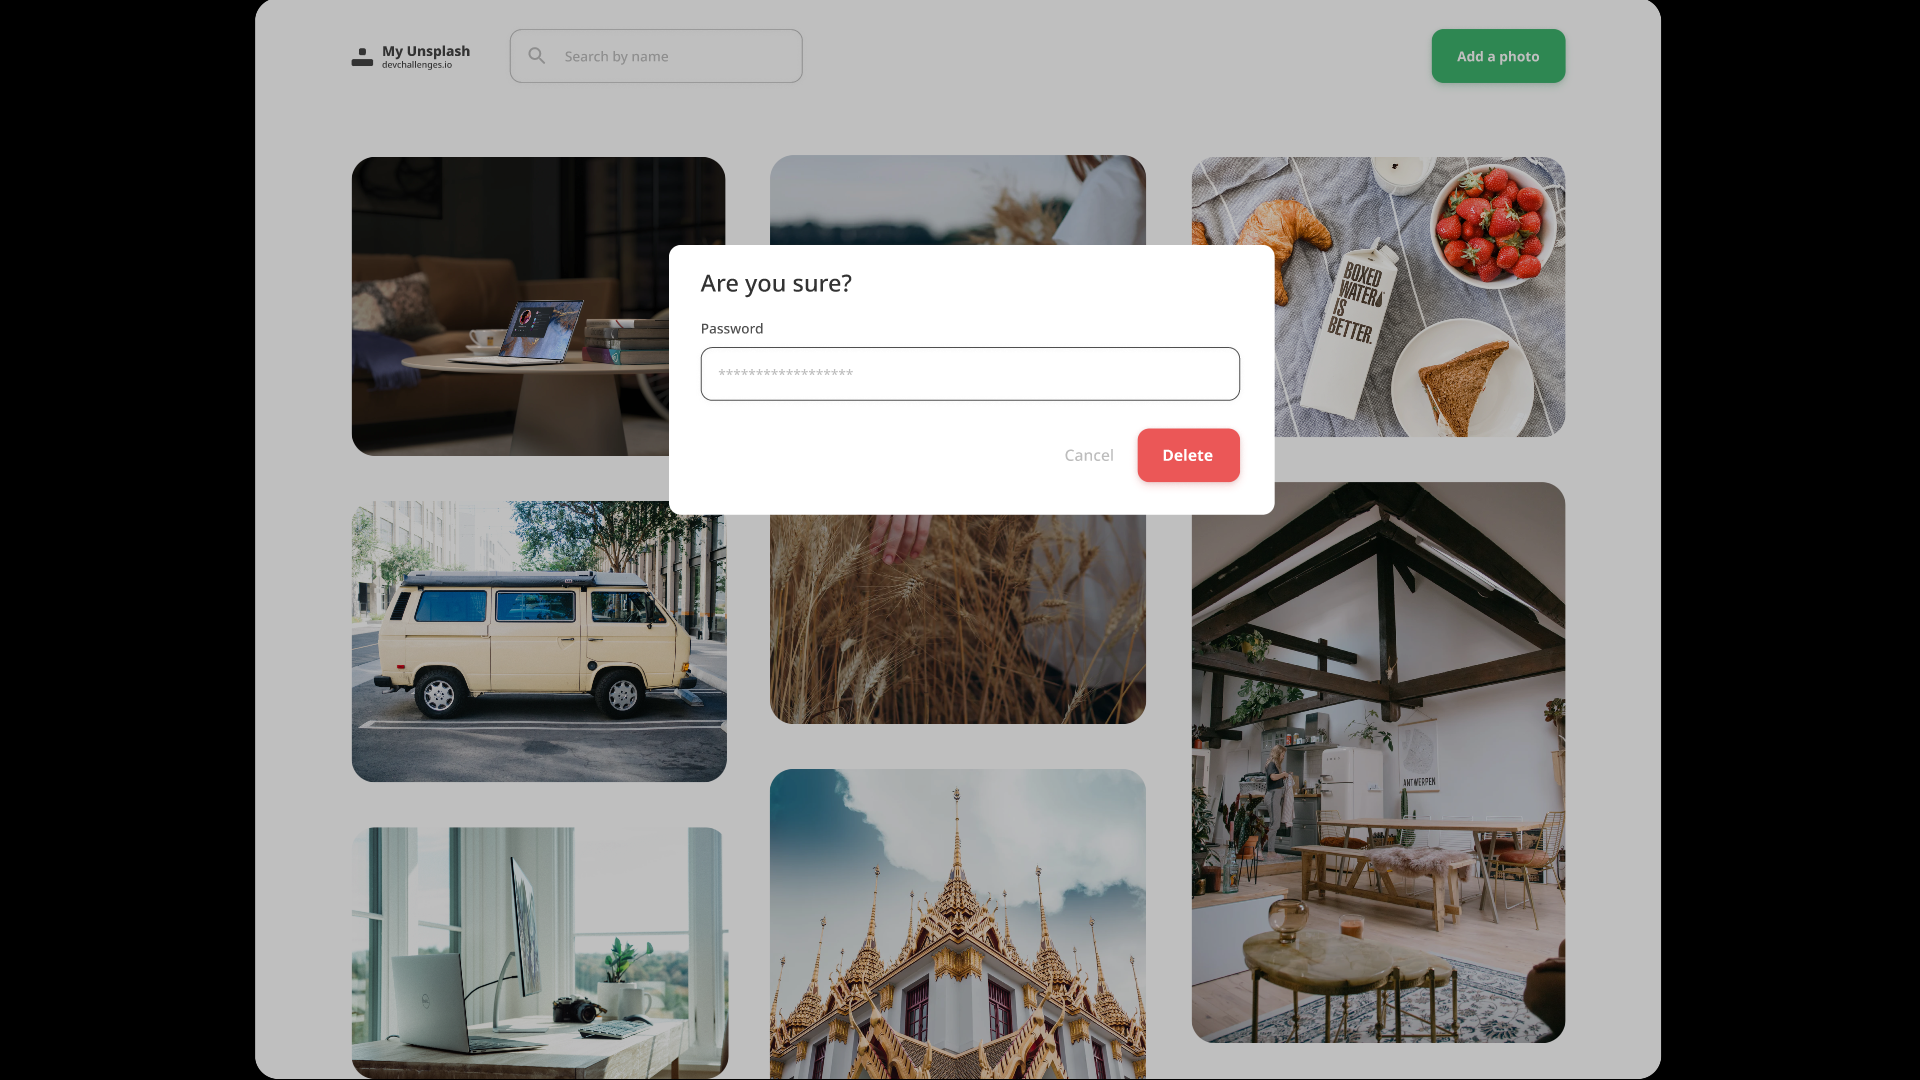 My Unsplash
devchallenges.io
Search by name
Add a photo
Are you sure?
Password
******************
Cancel
Delete
BOXED
WATER
IS
BETTER.
ANTWERPEN